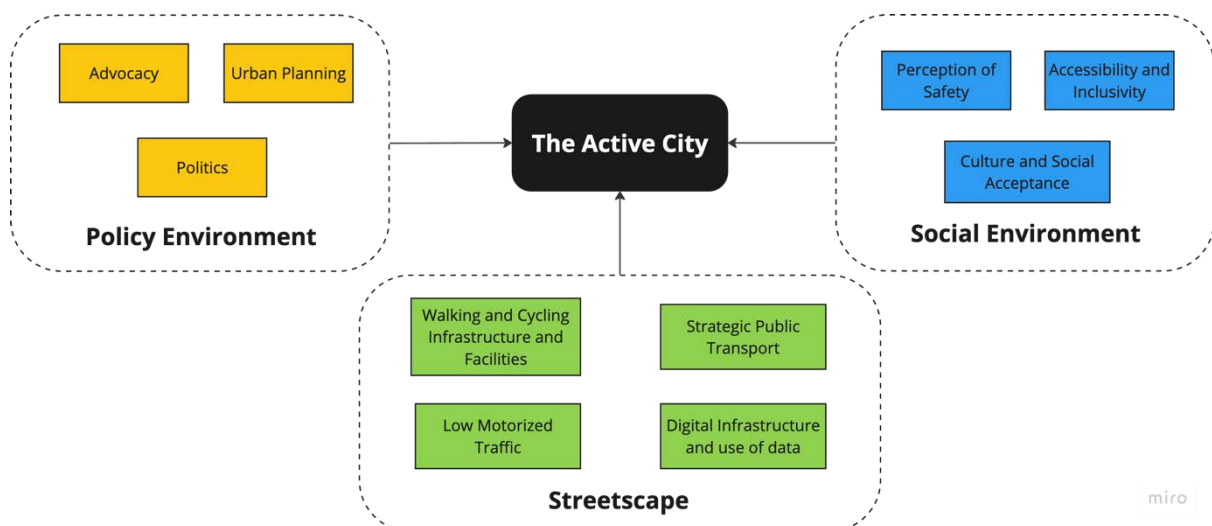 Advocacy
Urban Planning
Politics
Policy Environment
The Active City
Perception of
Safety
Accessibility and
Inclusivity
Culture and Social
Acceptance
Social Environment
Walking and Cycling
Infrastructure and
Facilities
Strategic Public
Transport
Low Motorized
Traffic
Digital Infrastructure
and use of data
Streetscape
miro